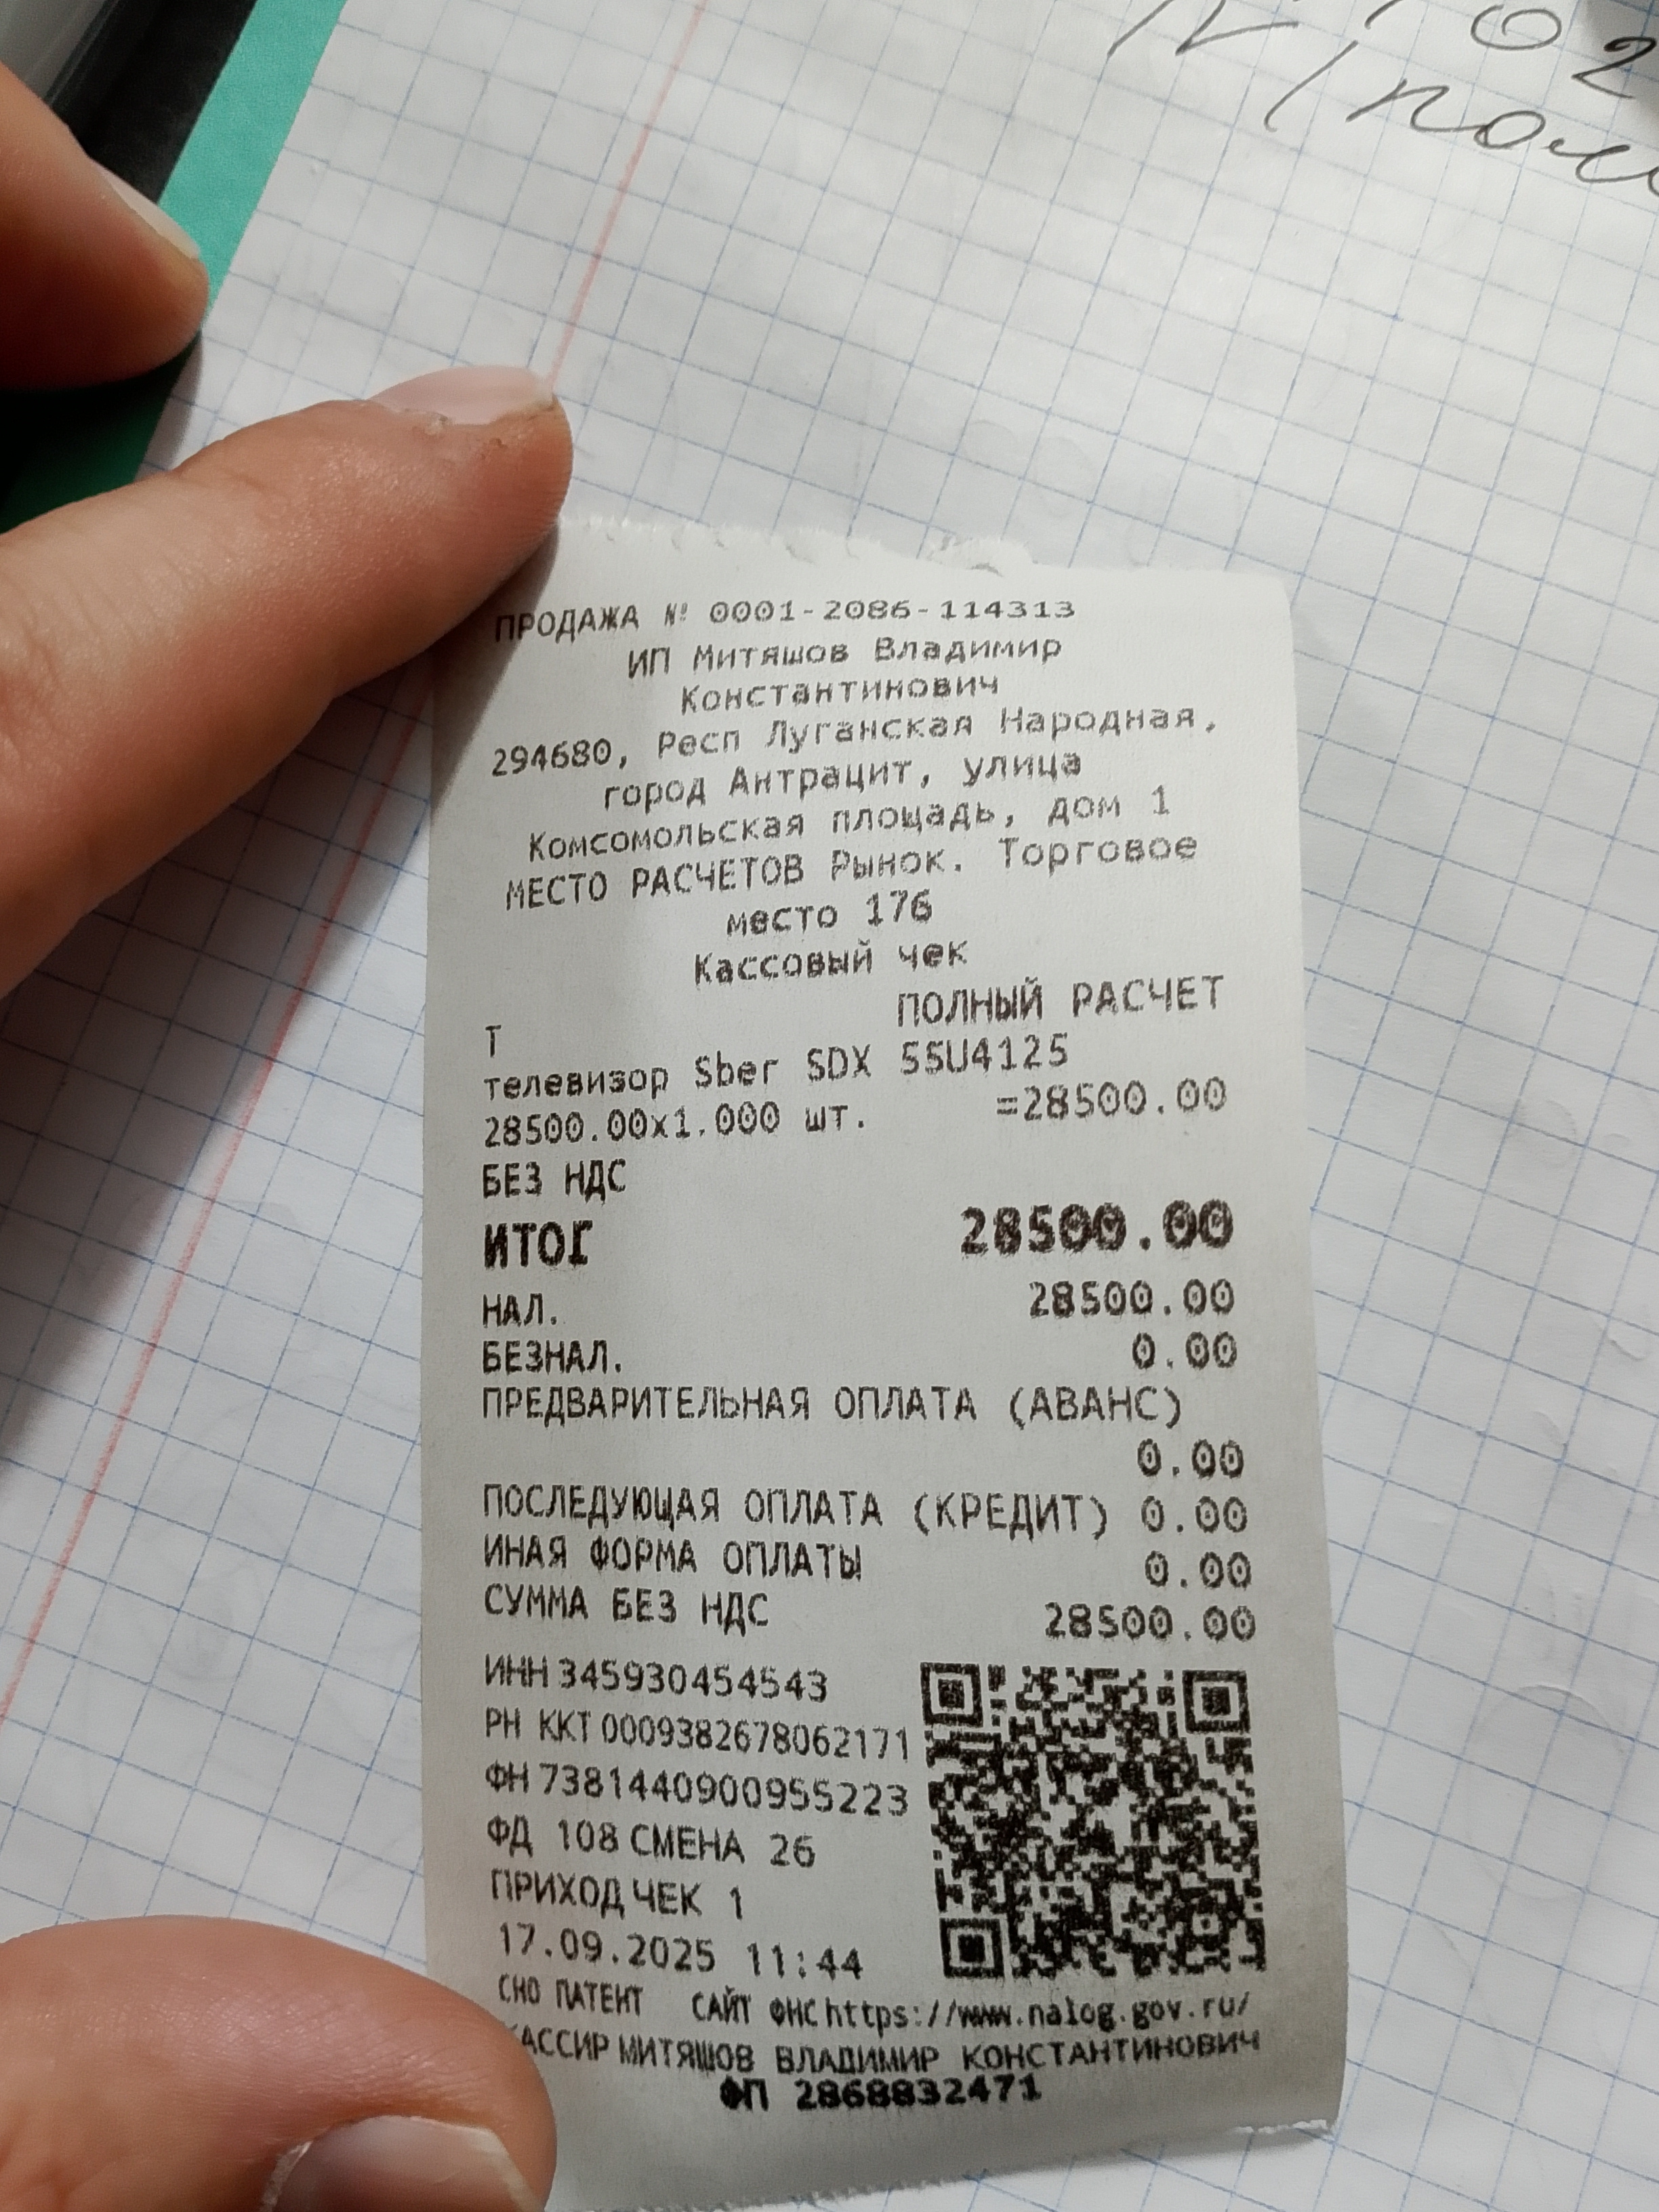 ПРОДАЖА № 0001-2086-114313
ИП Митяшов Владимир
Константинович
294680, Респ Луганская Народная,
город Антрацит, улица
Комсомольская площадь, дом 1
МЕСТО РАСЧЕТОВ Рынок. Торговое
место 176
Кассовый чек
ПОЛНЫЙ РАСЧЕТ
Т
телевизор Sber SDX 55U4125
28500.00x1.000 шт. =28500.00
БЕЗ НДС
ИТОГ 28500.00
НАЛ. 28500.00
БЕЗНАЛ. 0.00
ПРЕДВАРИТЕЛЬНАЯ ОПЛАТА (АВАНС)
0.00
ПОСЛЕДУЮЩАЯ ОПЛАТА (КРЕДИТ) 0.00
ИНАЯ ФОРМА ОПЛАТЫ 0.00
СУММА БЕЗ НДС 28500.00
ИНН 345930454543
РН ККТ 0009382678062171
ФН 7381440900955223
ФД 108 СМЕНА 26
ПРИХОД ЧЕК 1
17.09.2025 11:44
СНО ПАТЕНТ САЙТ ФНС https://www.nalog.gov.ru/
КАССИР МИТЯШОВ ВЛАДИМИР КОНСТАНТИНОВИЧ
ФП 2868832471